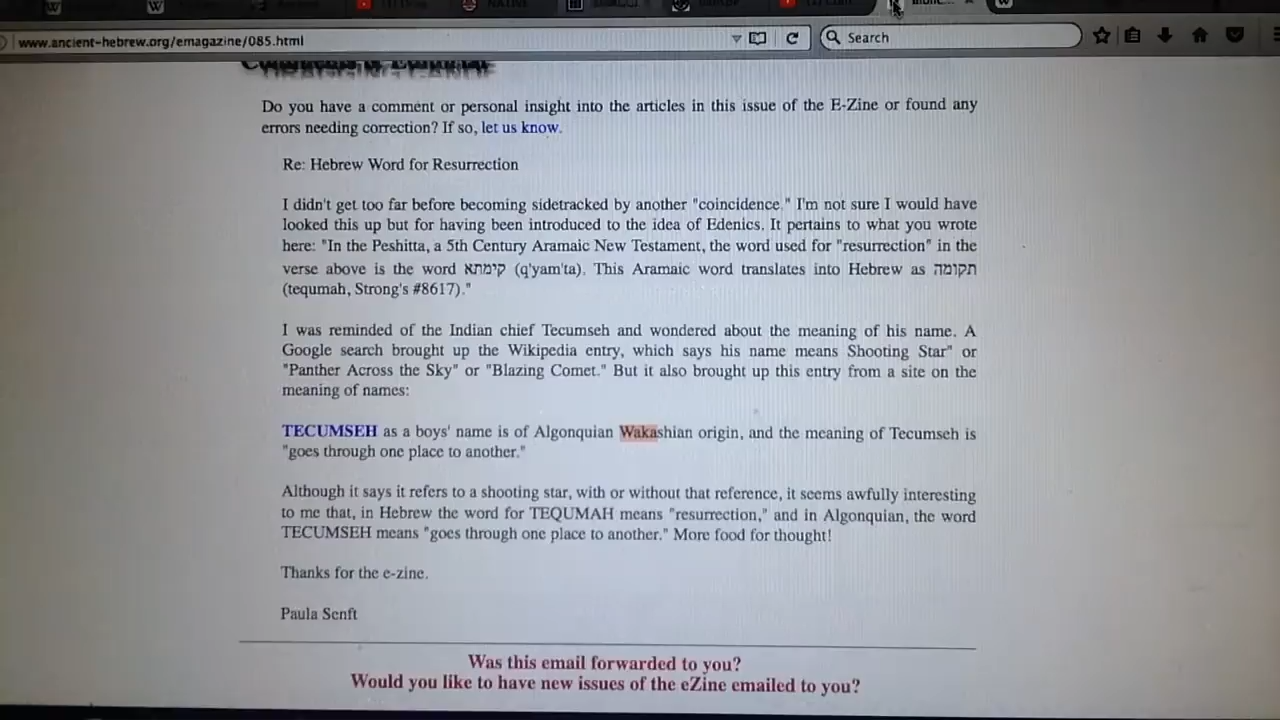 www.ancient-hebrew.org/emagazine/085.html
Search
Do you have a comment or personal insight into the articles in this issue of the E-Zine or found any
errors needing correction? If so, let us know.
Re: Hebrew Word for Resurrection
I didn't get too far before becoming sidetracked by another "coincidence." I'm not sure I would have
looked this up but for having been introduced to the idea of Edenics. It pertains to what you wrote
here: "In the Peshitta, a 5th Century Aramaic New Testament, the word used for "resurrection" in the
verse above is the word קימתא (q'yam'ta). This Aramaic word translates into Hebrew as תקומה
(tequmah, Strong's #8617)."
I was reminded of the Indian chief Tecumseh and wondered about the meaning of his name. A
Google search brought up the Wikipedia entry, which says his name means Shooting Star" or
"Panther Across the Sky" or "Blazing Comet." But it also brought up this entry from a site on the
meaning of names:
TECUMSEH as a boys' name is of Algonquian Wakashian origin, and the meaning of Tecumseh is
"goes through one place to another."
Although it says it refers to a shooting star, with or without that reference, it seems awfully interesting
to me that, in Hebrew the word for TEQUMAH means "resurrection," and in Algonquian, the word
TECUMSEH means "goes through one place to another." More food for thought!
Thanks for the e-zine.
Paula Senft
Was this email forwarded to you?
Would you like to have new issues of the eZine emailed to you?